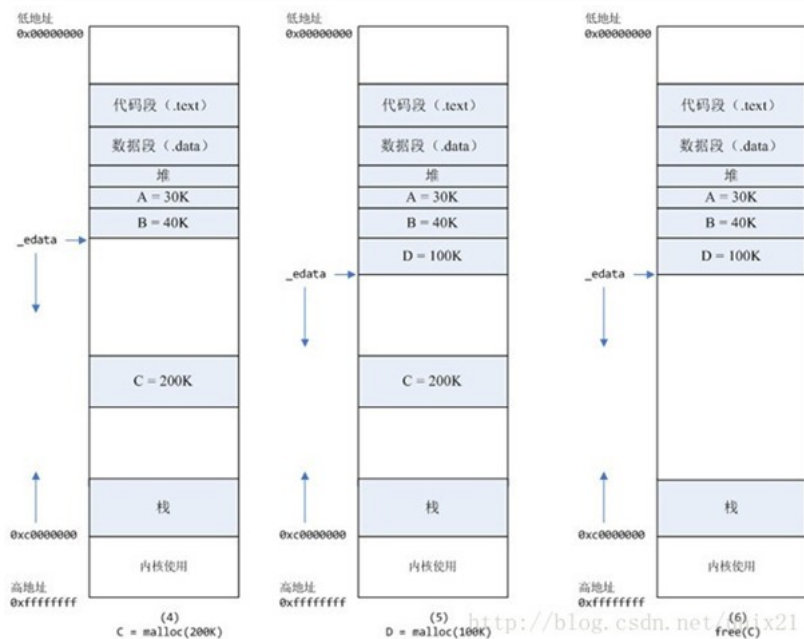 低地址
0x00000000
代码段（.text）
数据段（.data）
堆
A = 30K
B = 40K
_edata
C = 200K
栈
0xc0000000
内核使用
高地址
0xffffffff
(4)
C = malloc(200K)
低地址
0x00000000
代码段（.text）
数据段（.data）
堆
A = 30K
B = 40K
D = 100K
_edata
C = 200K
栈
0xc0000000
内核使用
高地址
0xffffffff
(5)
D = malloc(100K)
低地址
0x00000000
代码段（.text）
数据段（.data）
堆
A = 30K
B = 40K
D = 100K
_edata
栈
0xc0000000
内核使用
高地址
0xffffffff
(6)
free(C)